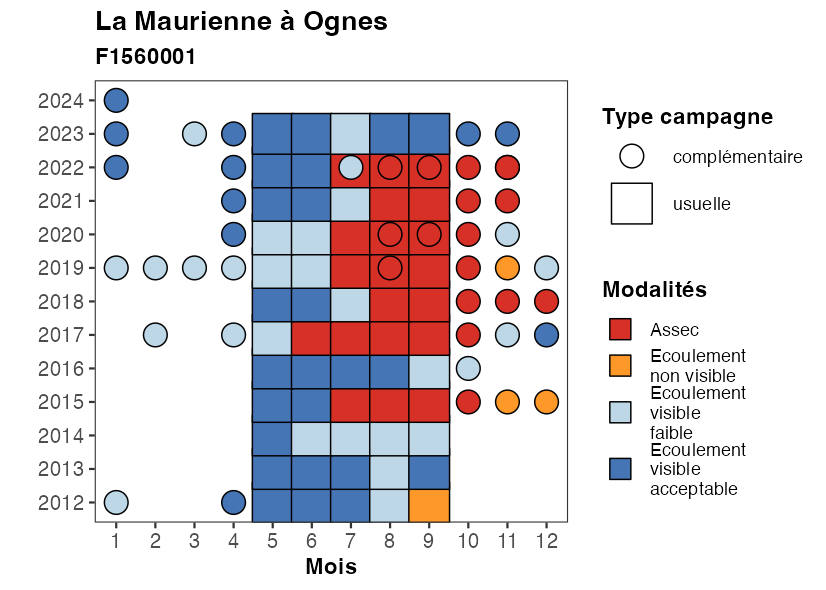 La Maurienne à Ognes
F1560001
2024
2023
2022
2021
2020
2019
2018
2017
2016
2015
2014
2013
2012
1 2 3 4 5 6 7 8 9 10 11 12
Mois
Type campagne
complémentaire
usuelle
Modalités
Assec
Ecoulement
non visible
Ecoulement
visible
faible
Ecoulement
visible
acceptable